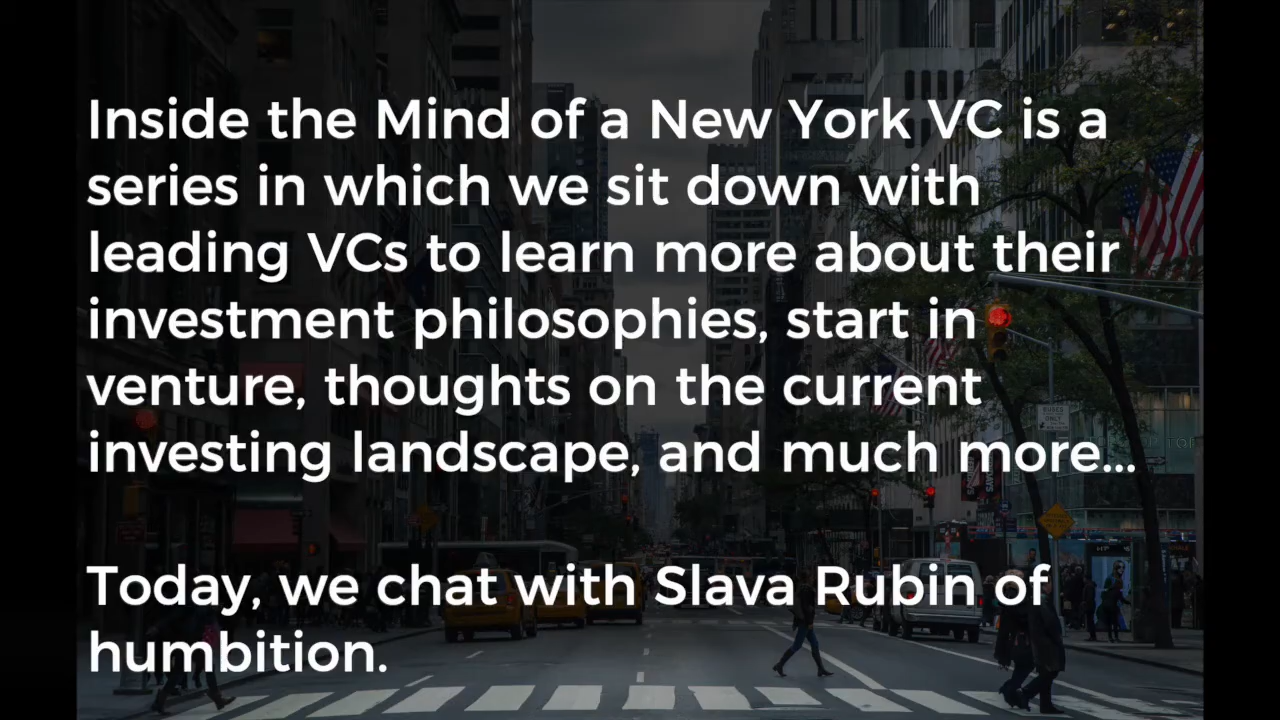 Inside the Mind of a New York VC is a
series in which we sit down with
leading VCs to learn more about their
investment philosophies, start in
venture, thoughts on the current
investing landscape, and much more...
Today, we chat with Slava Rubin of
humbition.